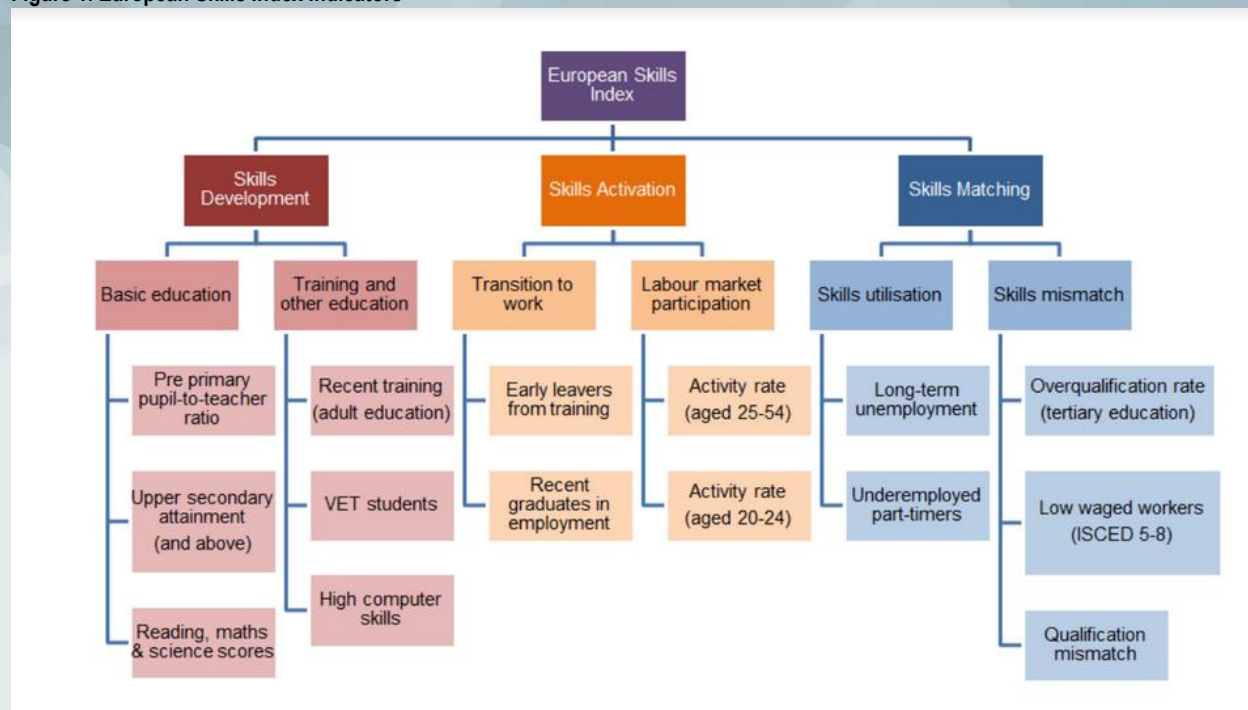 European Skills
Index
Skills
Development
Skills Activation
Skills Matching
Basic education
Training and
other education
Transition to
work
Labour market
participation
Skills utilisation
Skills mismatch
Pre primary
pupil-to-teacher
ratio
Recent training
(adult education)
Early leavers
from training
Activity rate
(aged 25-54)
Long-term
unemployment
Overqualification rate
(tertiary education)
Upper secondary
attainment
(and above)
VET students
Recent
graduates in
employment
Activity rate
(aged 20-24)
Underemployed
part-timers
Low waged workers
(ISCED 5-8)
Reading, maths
& science scores
High computer
skills
Qualification
mismatch